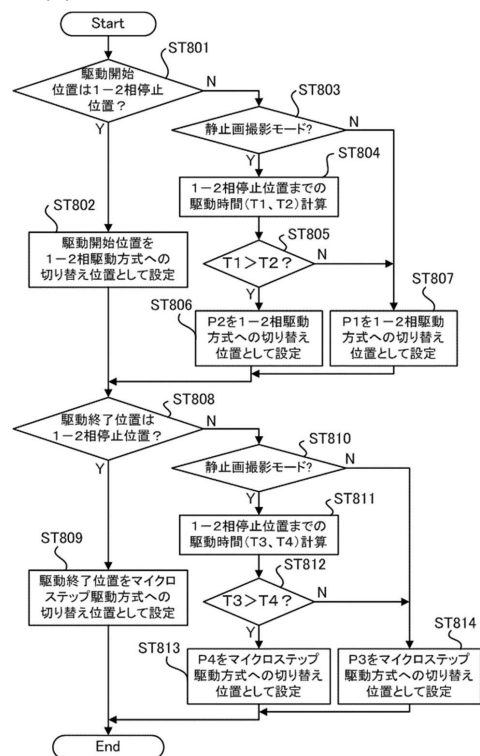 Start
ST801
駆動開始
位置は1－2相停止
位置？
N
Y
ST803
静止画撮影モード？
N
Y
ST804
1－2相停止位置までの
駆動時間(T1、T2)計算
ST802
駆動開始位置を
1－2相駆動方式への
切り替え位置として設定
ST805
T1＞T2？
N
Y
ST806
P2を1－2相駆動
方式への切り替え
位置として設定
ST807
P1を1－2相駆動
方式への切り替え
位置として設定
ST808
駆動終了位置は
1－2相停止位置？
N
Y
ST810
静止画撮影モード？
N
Y
ST811
1－2相停止位置までの
駆動時間(T3、T4)計算
ST809
駆動終了位置をマイクロ
ステップ駆動方式への
切り替え位置として設定
ST812
T3＞T4？
N
Y
ST813
P4をマイクロステップ
駆動方式への切り替え
位置として設定
ST814
P3をマイクロステップ
駆動方式への切り替え
位置として設定
End